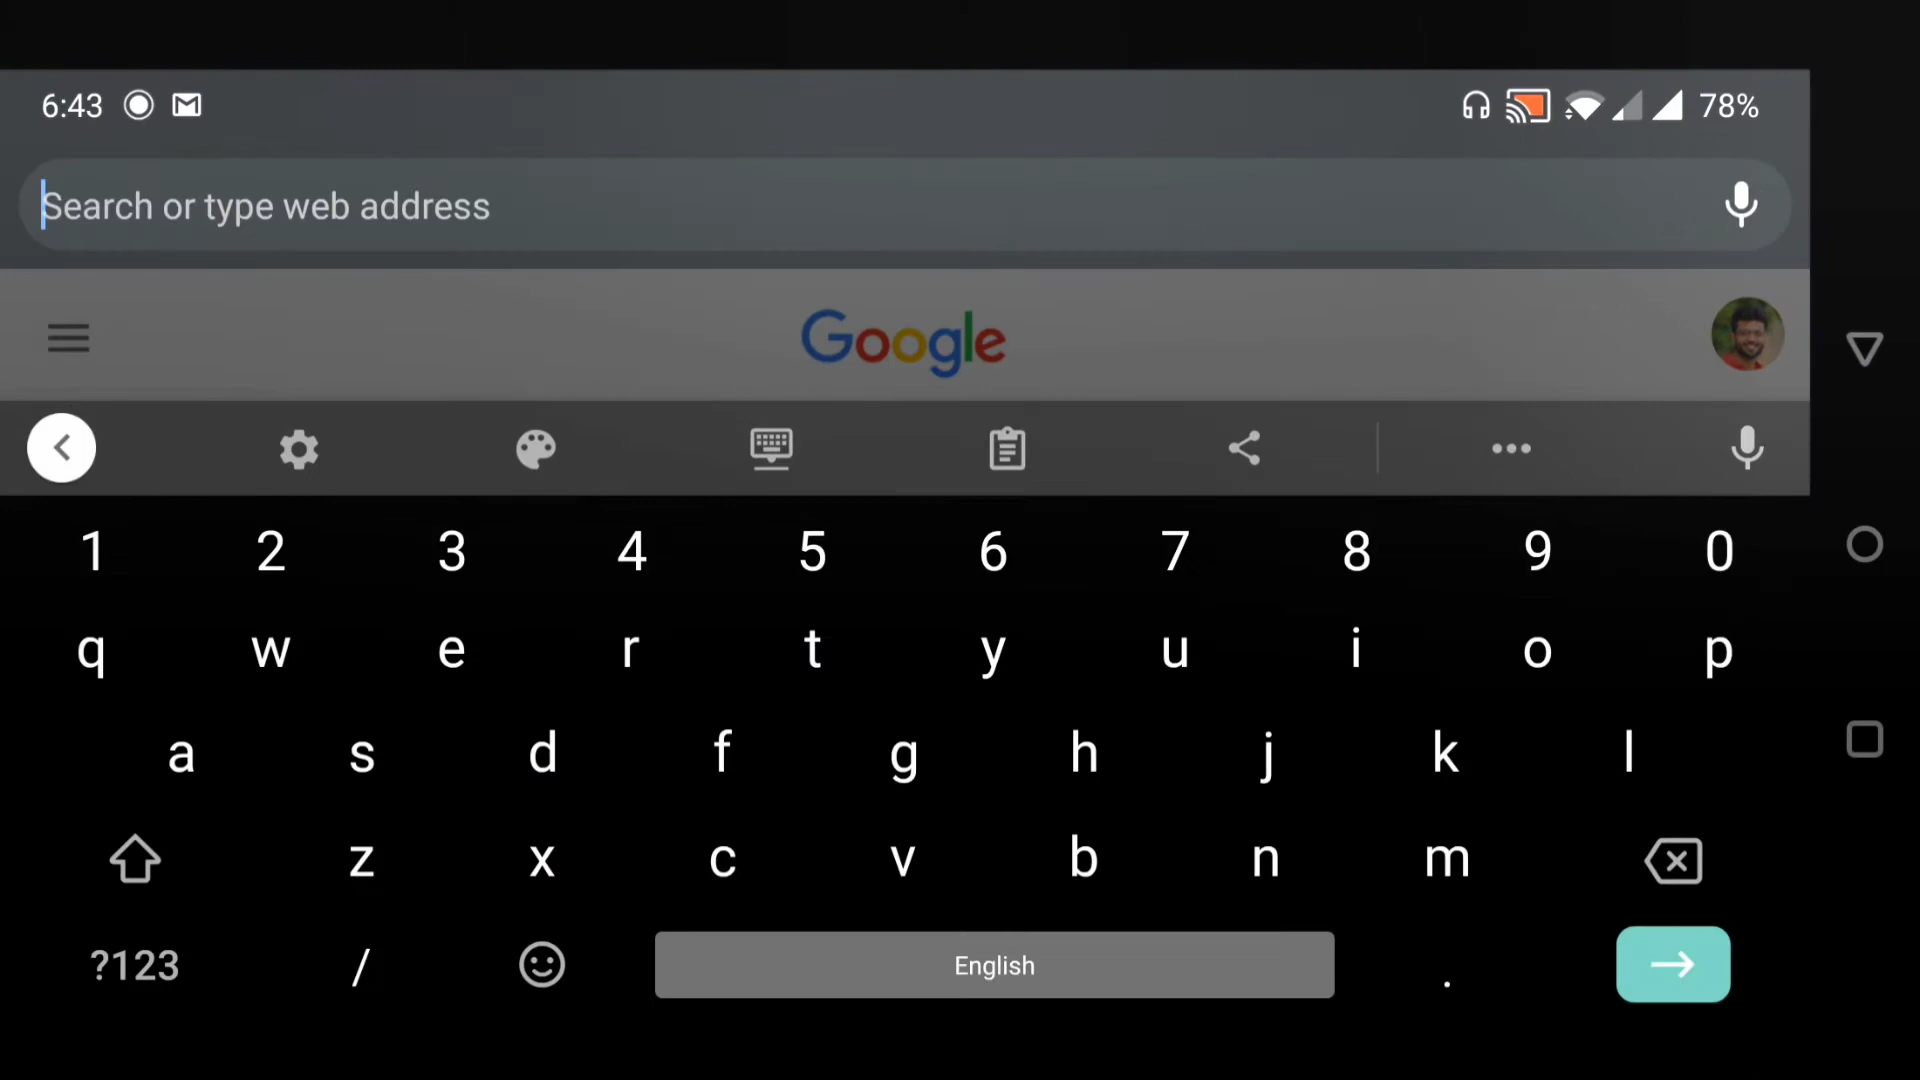 6:43 78%
Search or type web address
Google
1 2 3 4 5 6 7 8 9 0
q w e r t y u i o p
a s d f g h j k l
z x c v b n m
?123 / English .